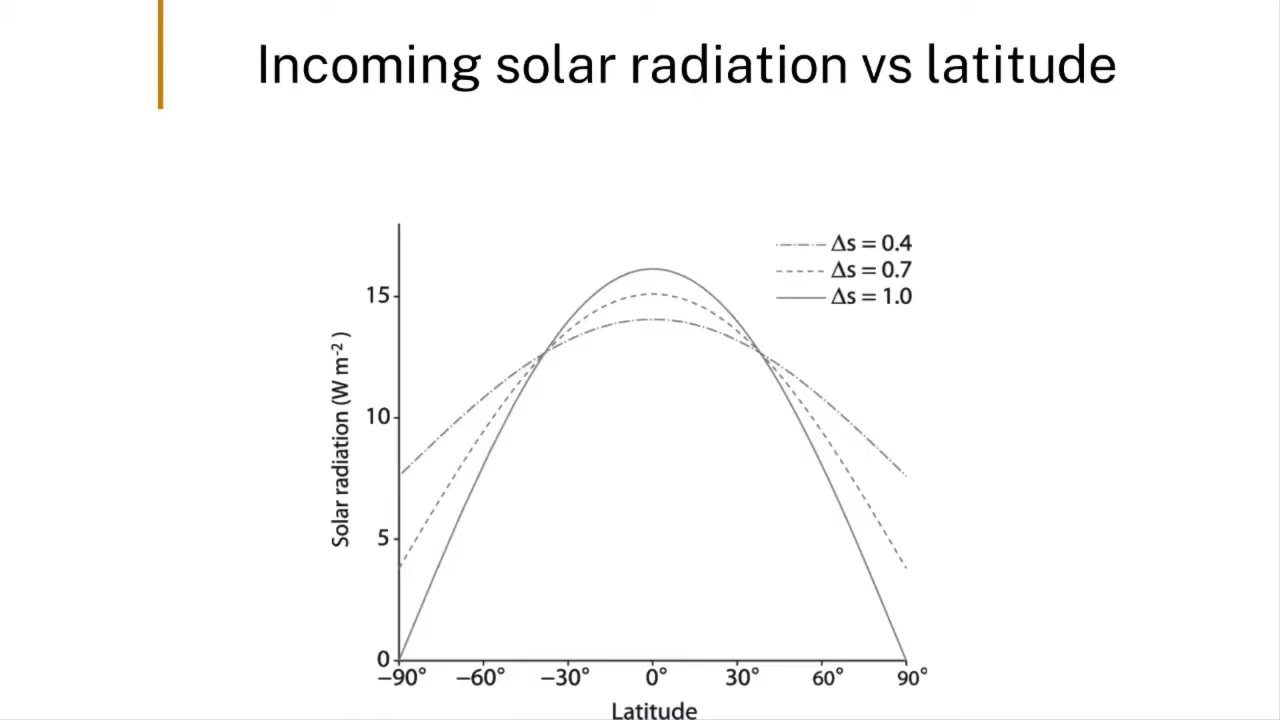 Incoming solar radiation vs latitude
Δs = 0.4
Δs = 0.7
Δs = 1.0
15
10
5
0
Solar radiation (W m⁻²)
−90° −60° −30° 0° 30° 60° 90°
Latitude